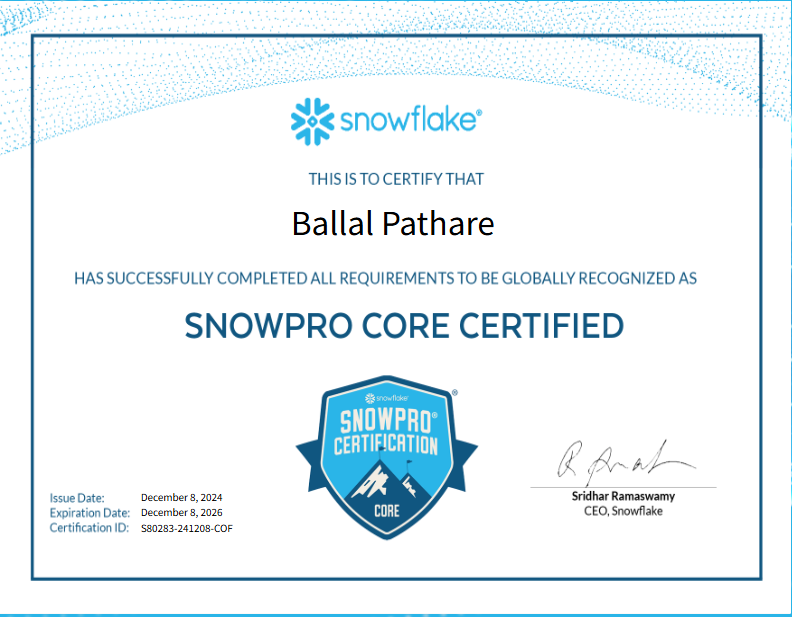 snowflake®
THIS IS TO CERTIFY THAT
Ballal Pathare
HAS SUCCESSFULLY COMPLETED ALL REQUIREMENTS TO BE GLOBALLY RECOGNIZED AS
SNOWPRO CORE CERTIFIED
snowflake®
®
SNOWPRO®
CERTIFICATION
CORE
Sridhar Ramaswamy
CEO, Snowflake
Issue Date: December 8, 2024
Expiration Date: December 8, 2026
Certification ID: S80283-241208-COF